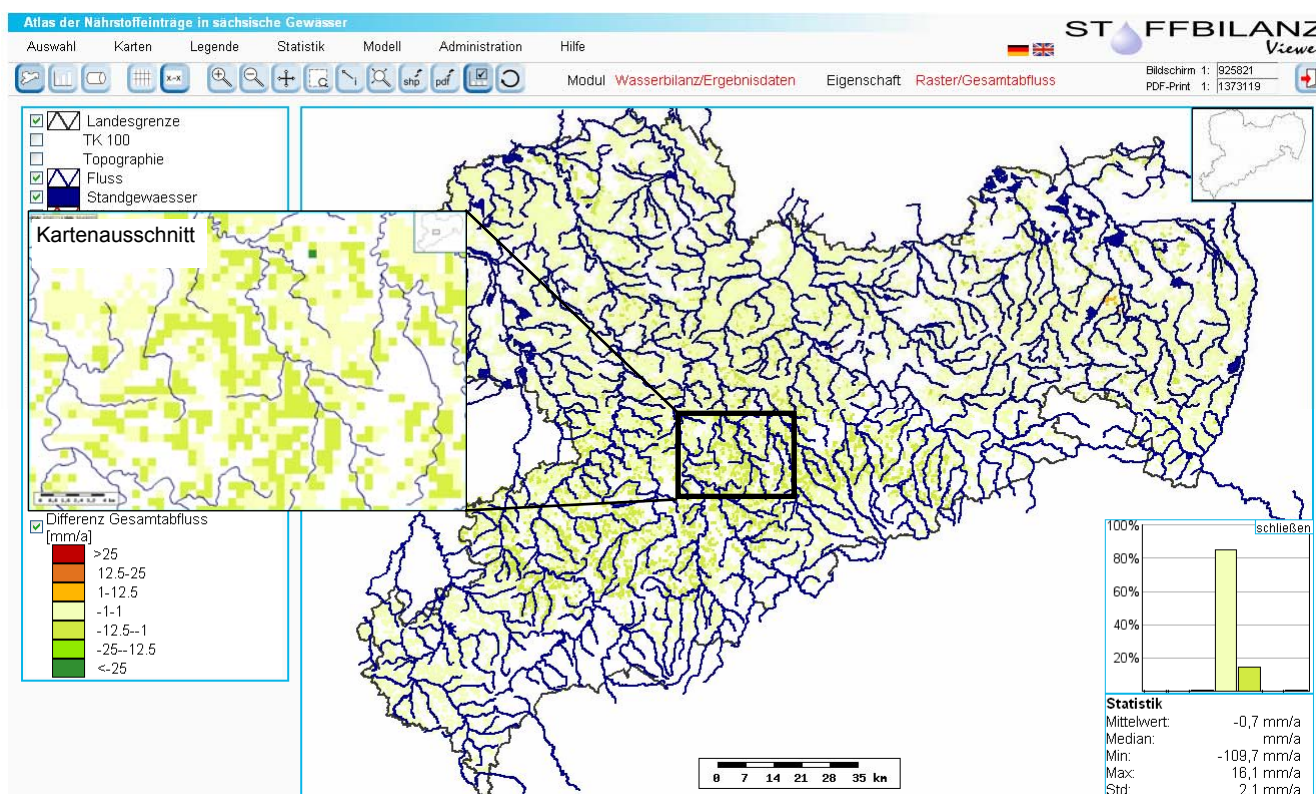 Atlas der Nährstoffeinträge in sächsische Gewässer
STOFFBILANZ
Viewer
Auswahl Karten Legende Statistik Modell Administration Hilfe
x-x i shp pdf
Modul Wasserbilanz/Ergebnisdaten Eigenschaft Raster/Gesamtabfluss
Bildschirm 1: 925821
PDF-Print 1: 1373119
Landesgrenze
TK 100
Topographie
Fluss
Standgewaesser
Kartenausschnitt
Differenz Gesamtabfluss
[mm/a]
>25
12.5-25
1-12.5
-1-1
-12.5--1
-25--12.5
<-25
0 7 14 21 28 35 km
schließen
100%
80%
60%
40%
20%
Statistik
Mittelwert: -0,7 mm/a
Median: mm/a
Min: -109,7 mm/a
Max: 16,1 mm/a
Std: 2,1 mm/a